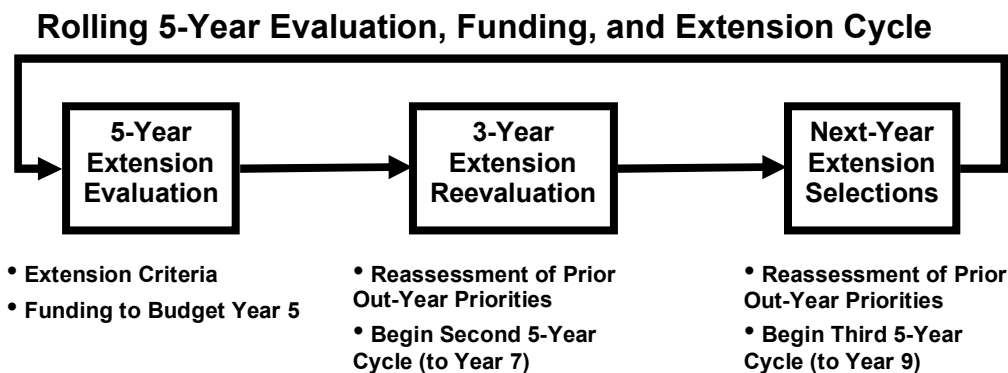 Rolling 5-Year Evaluation, Funding, and Extension Cycle
5-Year
Extension
Evaluation
3-Year
Extension
Reevaluation
Next-Year
Extension
Selections
• Extension Criteria
• Funding to Budget Year 5
• Reassessment of Prior
Out-Year Priorities
• Begin Second 5-Year
Cycle (to Year 7)
• Reassessment of Prior
Out-Year Priorities
• Begin Third 5-Year
Cycle (to Year 9)